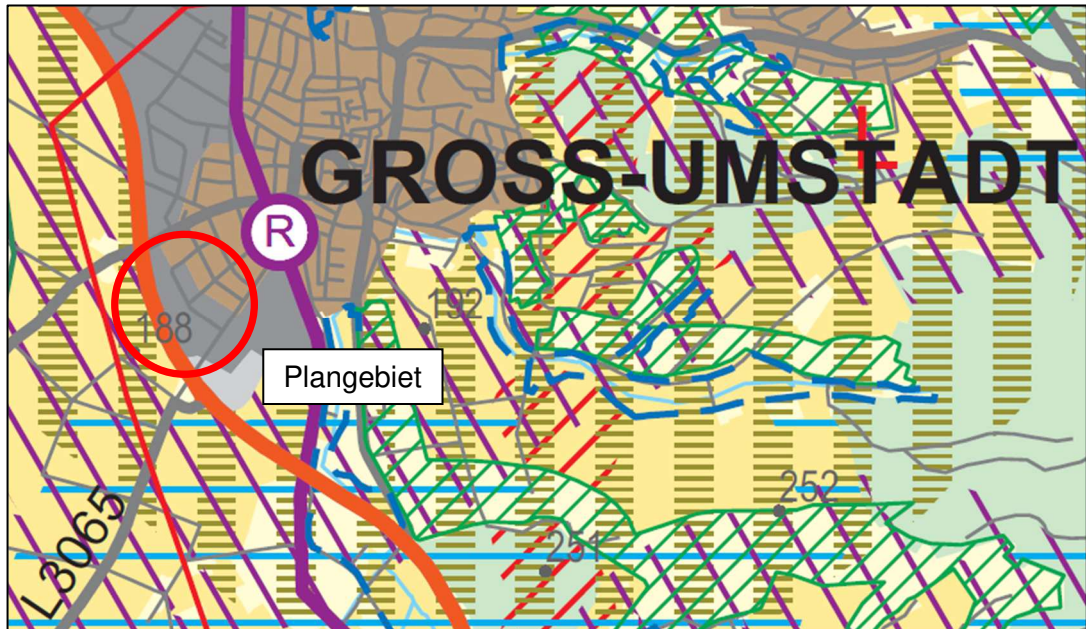 GROSS-UMSTADT
R
192
188
Plangebiet
252
L3065
251